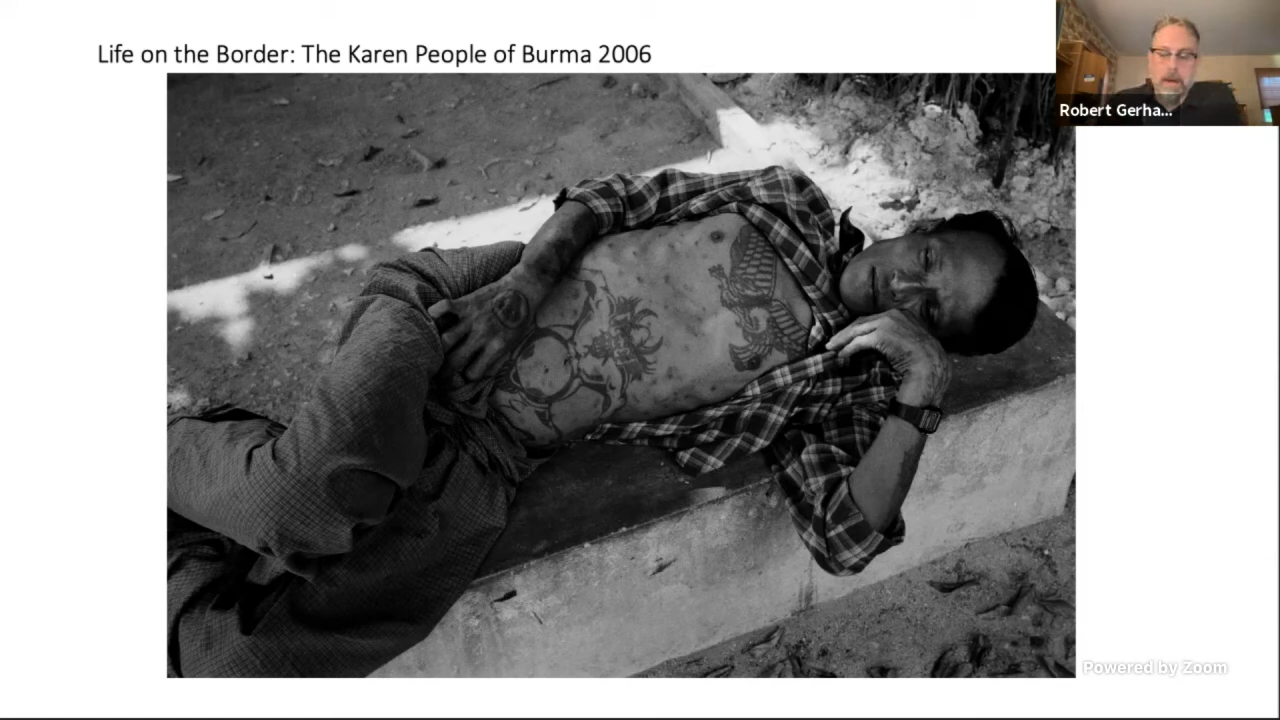 Life on the Border: The Karen People of Burma 2006
Robert Gerha...
Powered by Zoom